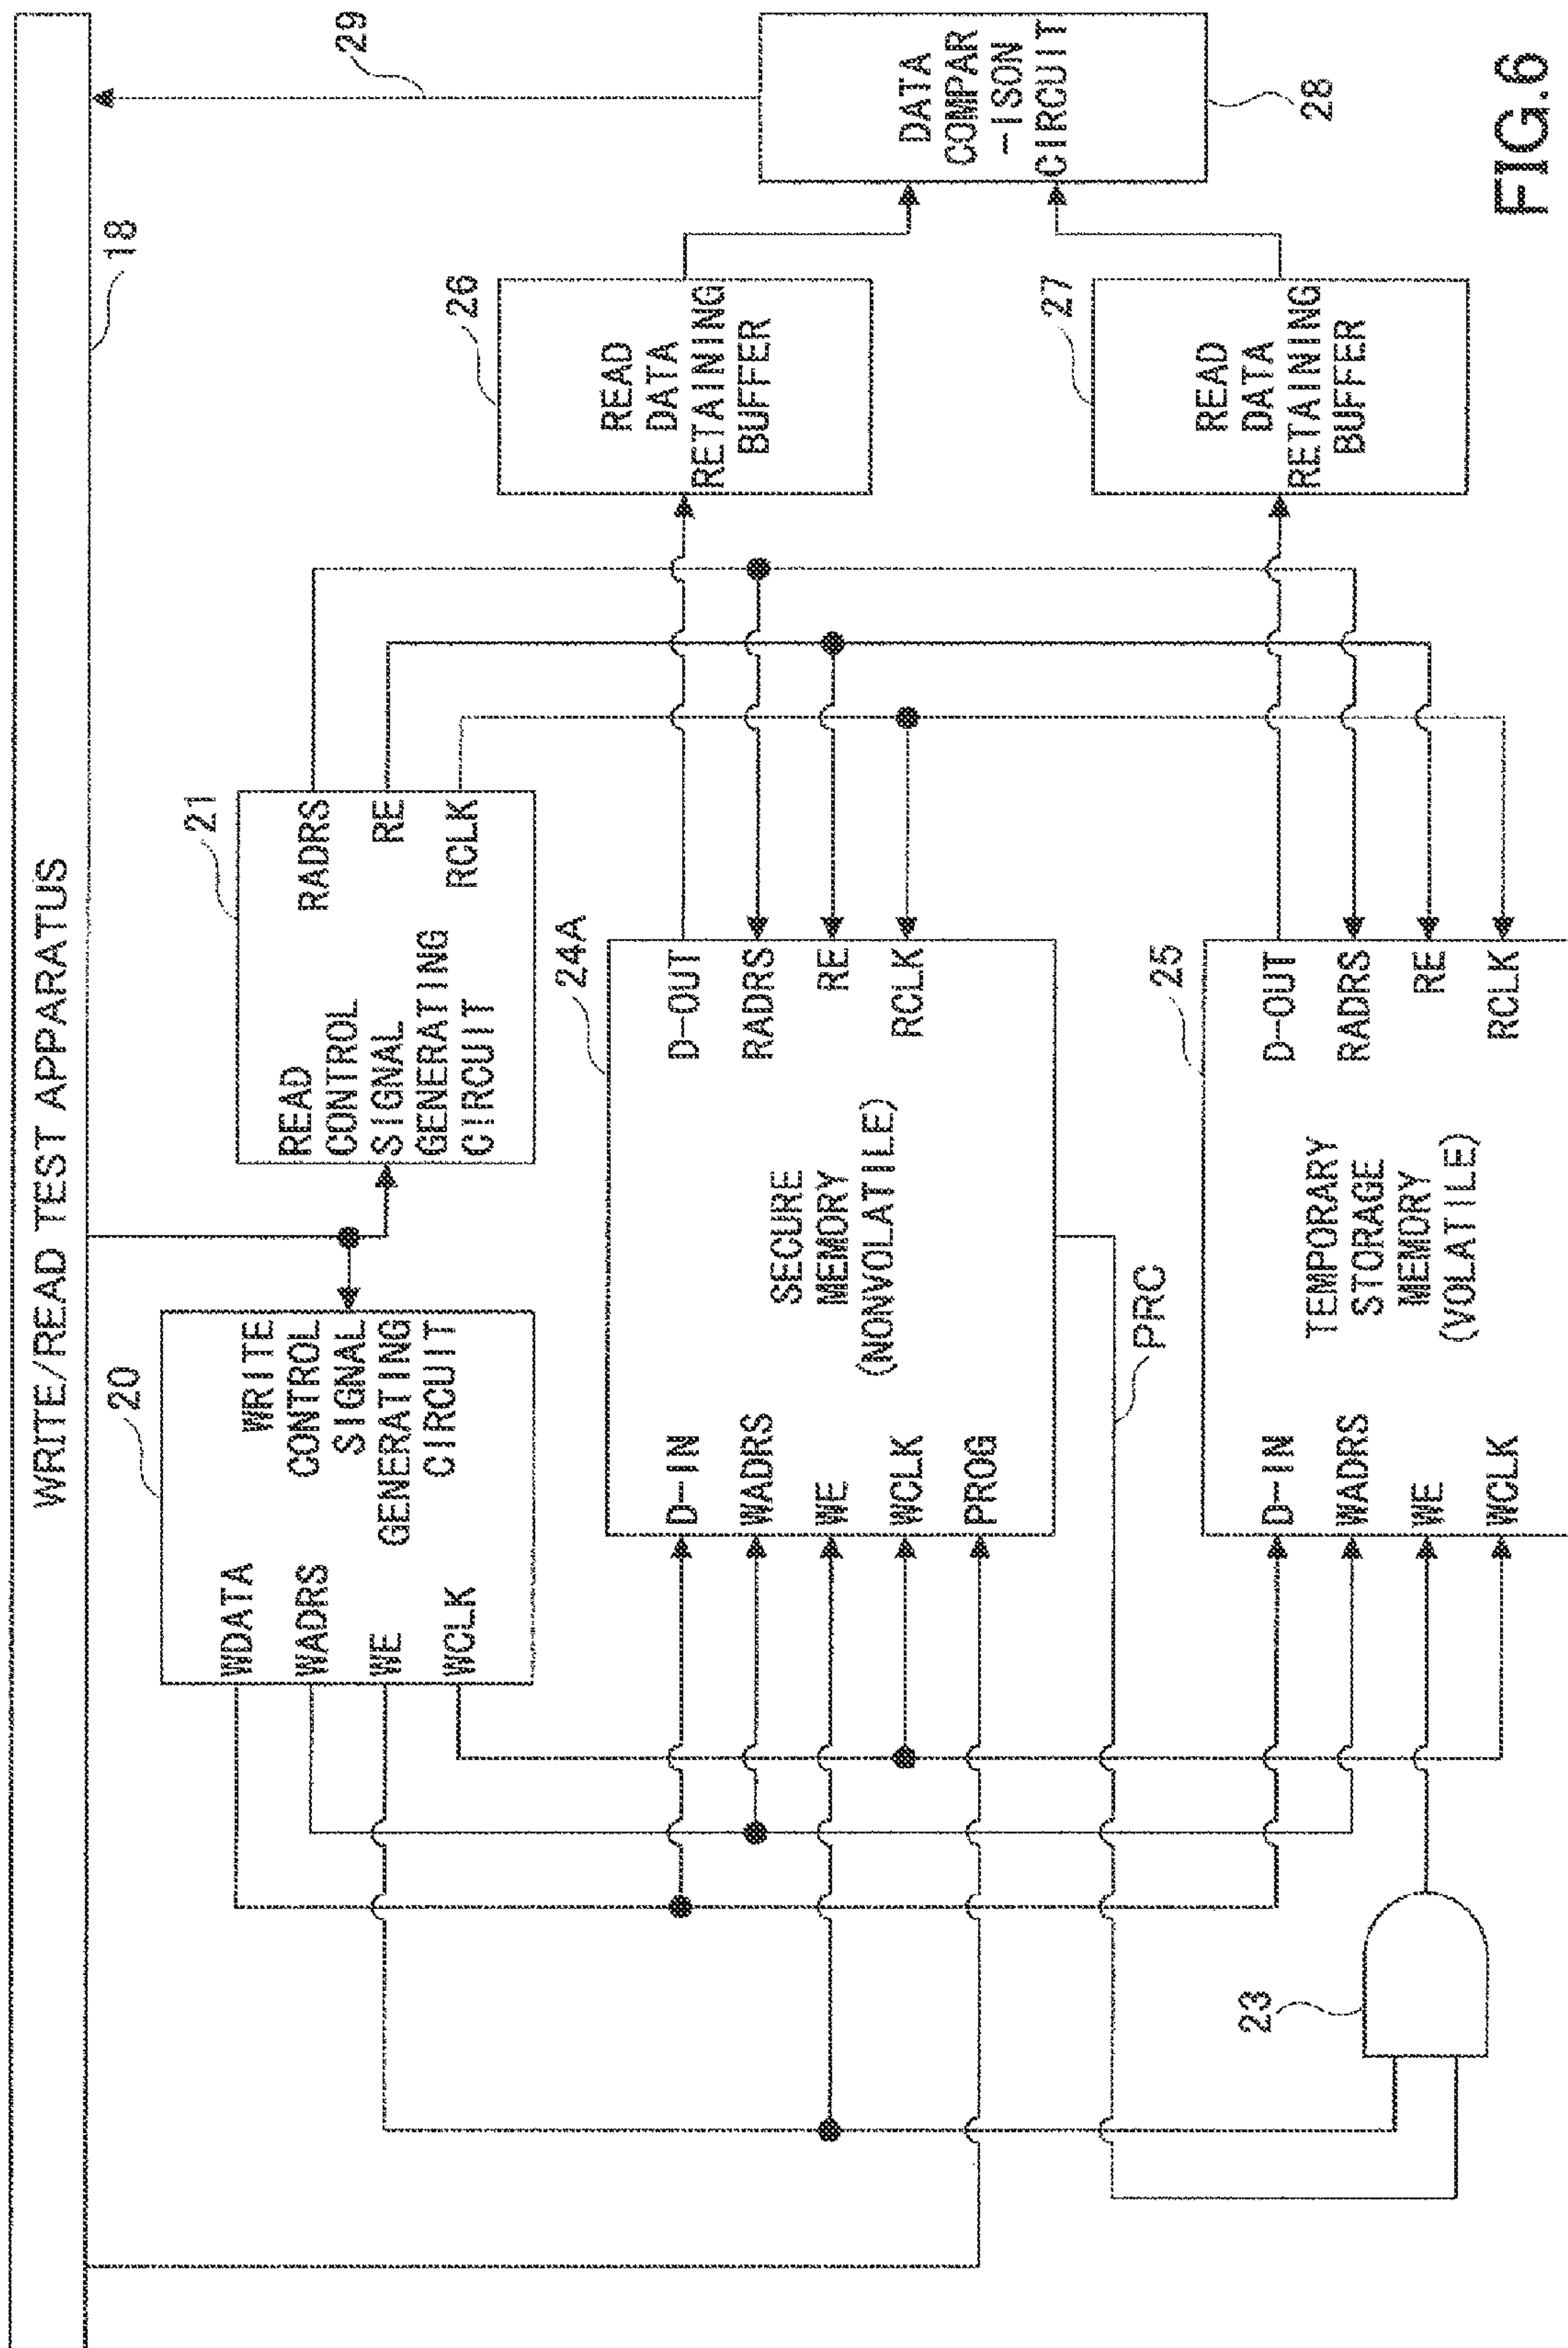 WRITE/READ TEST APPARATUS
18
29
20
WDATA
WADRS
WE
WCLK
WRITE
CONTROL
SIGNAL
GENERATING
CIRCUIT
21
READ
CONTROL
SIGNAL
GENERATING
CIRCUIT
RADRS
RE
RCLK
24A
D-IN
WADRS
WE
WCLK
PROG
SECURE
MEMORY
(NONVOLATILE)
D-OUT
RADRS
RE
RCLK
26
READ
DATA
RETAINING
BUFFER
DATA
COMPAR
-ISON
CIRCUIT
28
PRC
23
25
D-IN
WADRS
WE
WCLK
TEMPORARY
STORAGE
MEMORY
(VOLATILE)
D-OUT
RADRS
RE
RCLK
27
READ
DATA
RETAINING
BUFFER
FIG.6